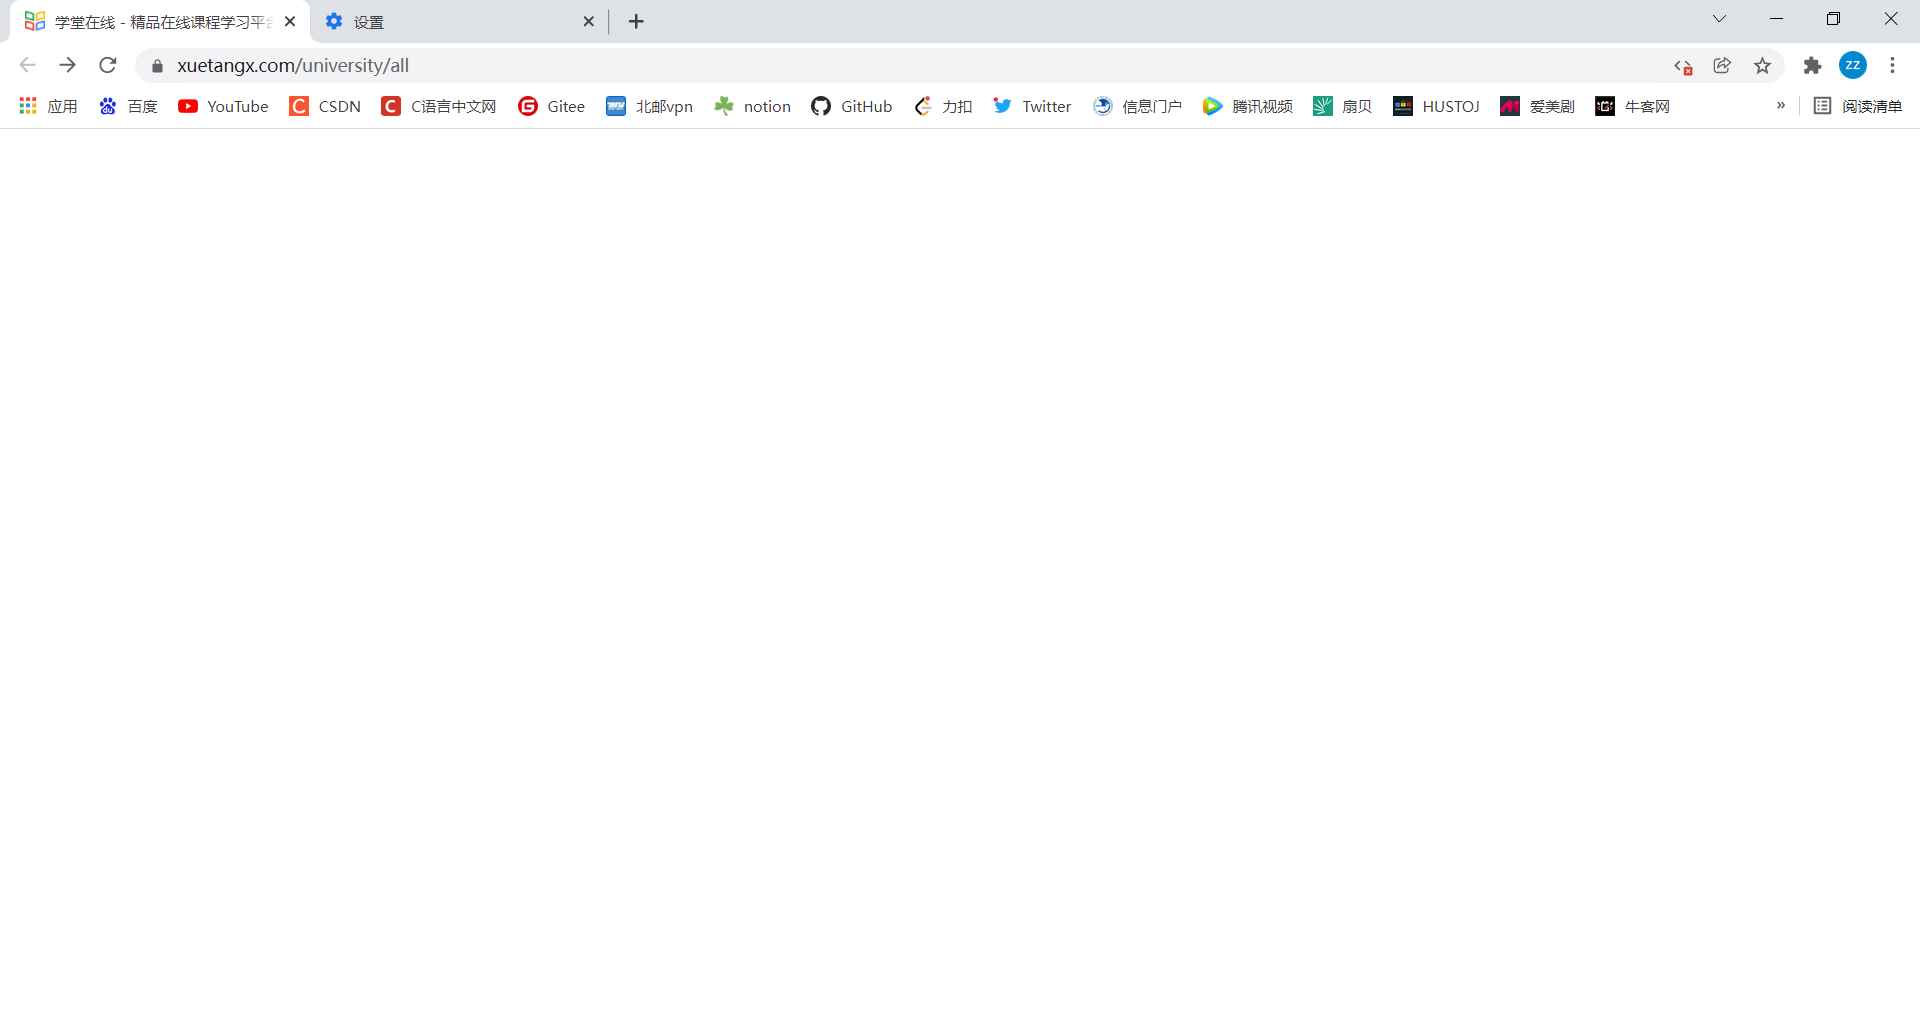 学堂在线 - 精品在线课程学习平台
设置
xuetangx.com/university/all
ZZ
应用
百度
YouTube
CSDN
C语言中文网
Gitee
北邮vpn
notion
GitHub
力扣
Twitter
信息门户
腾讯视频
扇贝
HUSTOJ
爱美剧
牛客网
»
阅读清单